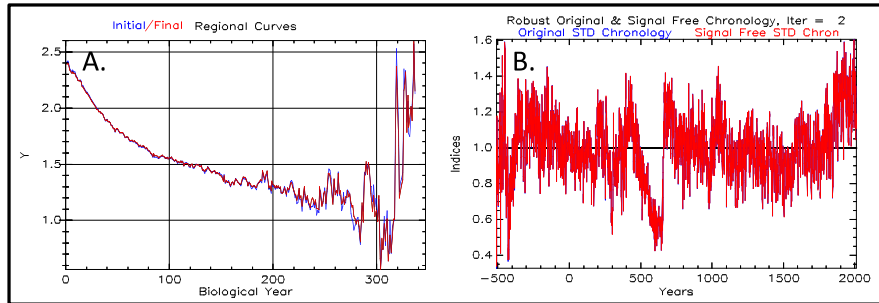 Initial/Final Regional Curves
A.
2.5
2.0
1.5
1.0
Y
0
100
200
300
Biological Year
Robust Original & Signal Free Chronology, Iter = 2
Original STD Chronology Signal Free STD Chron
B.
1.6
1.4
1.2
1.0
0.8
0.6
0.4
Indices
-500
0
500
1000
1500
2000
Years